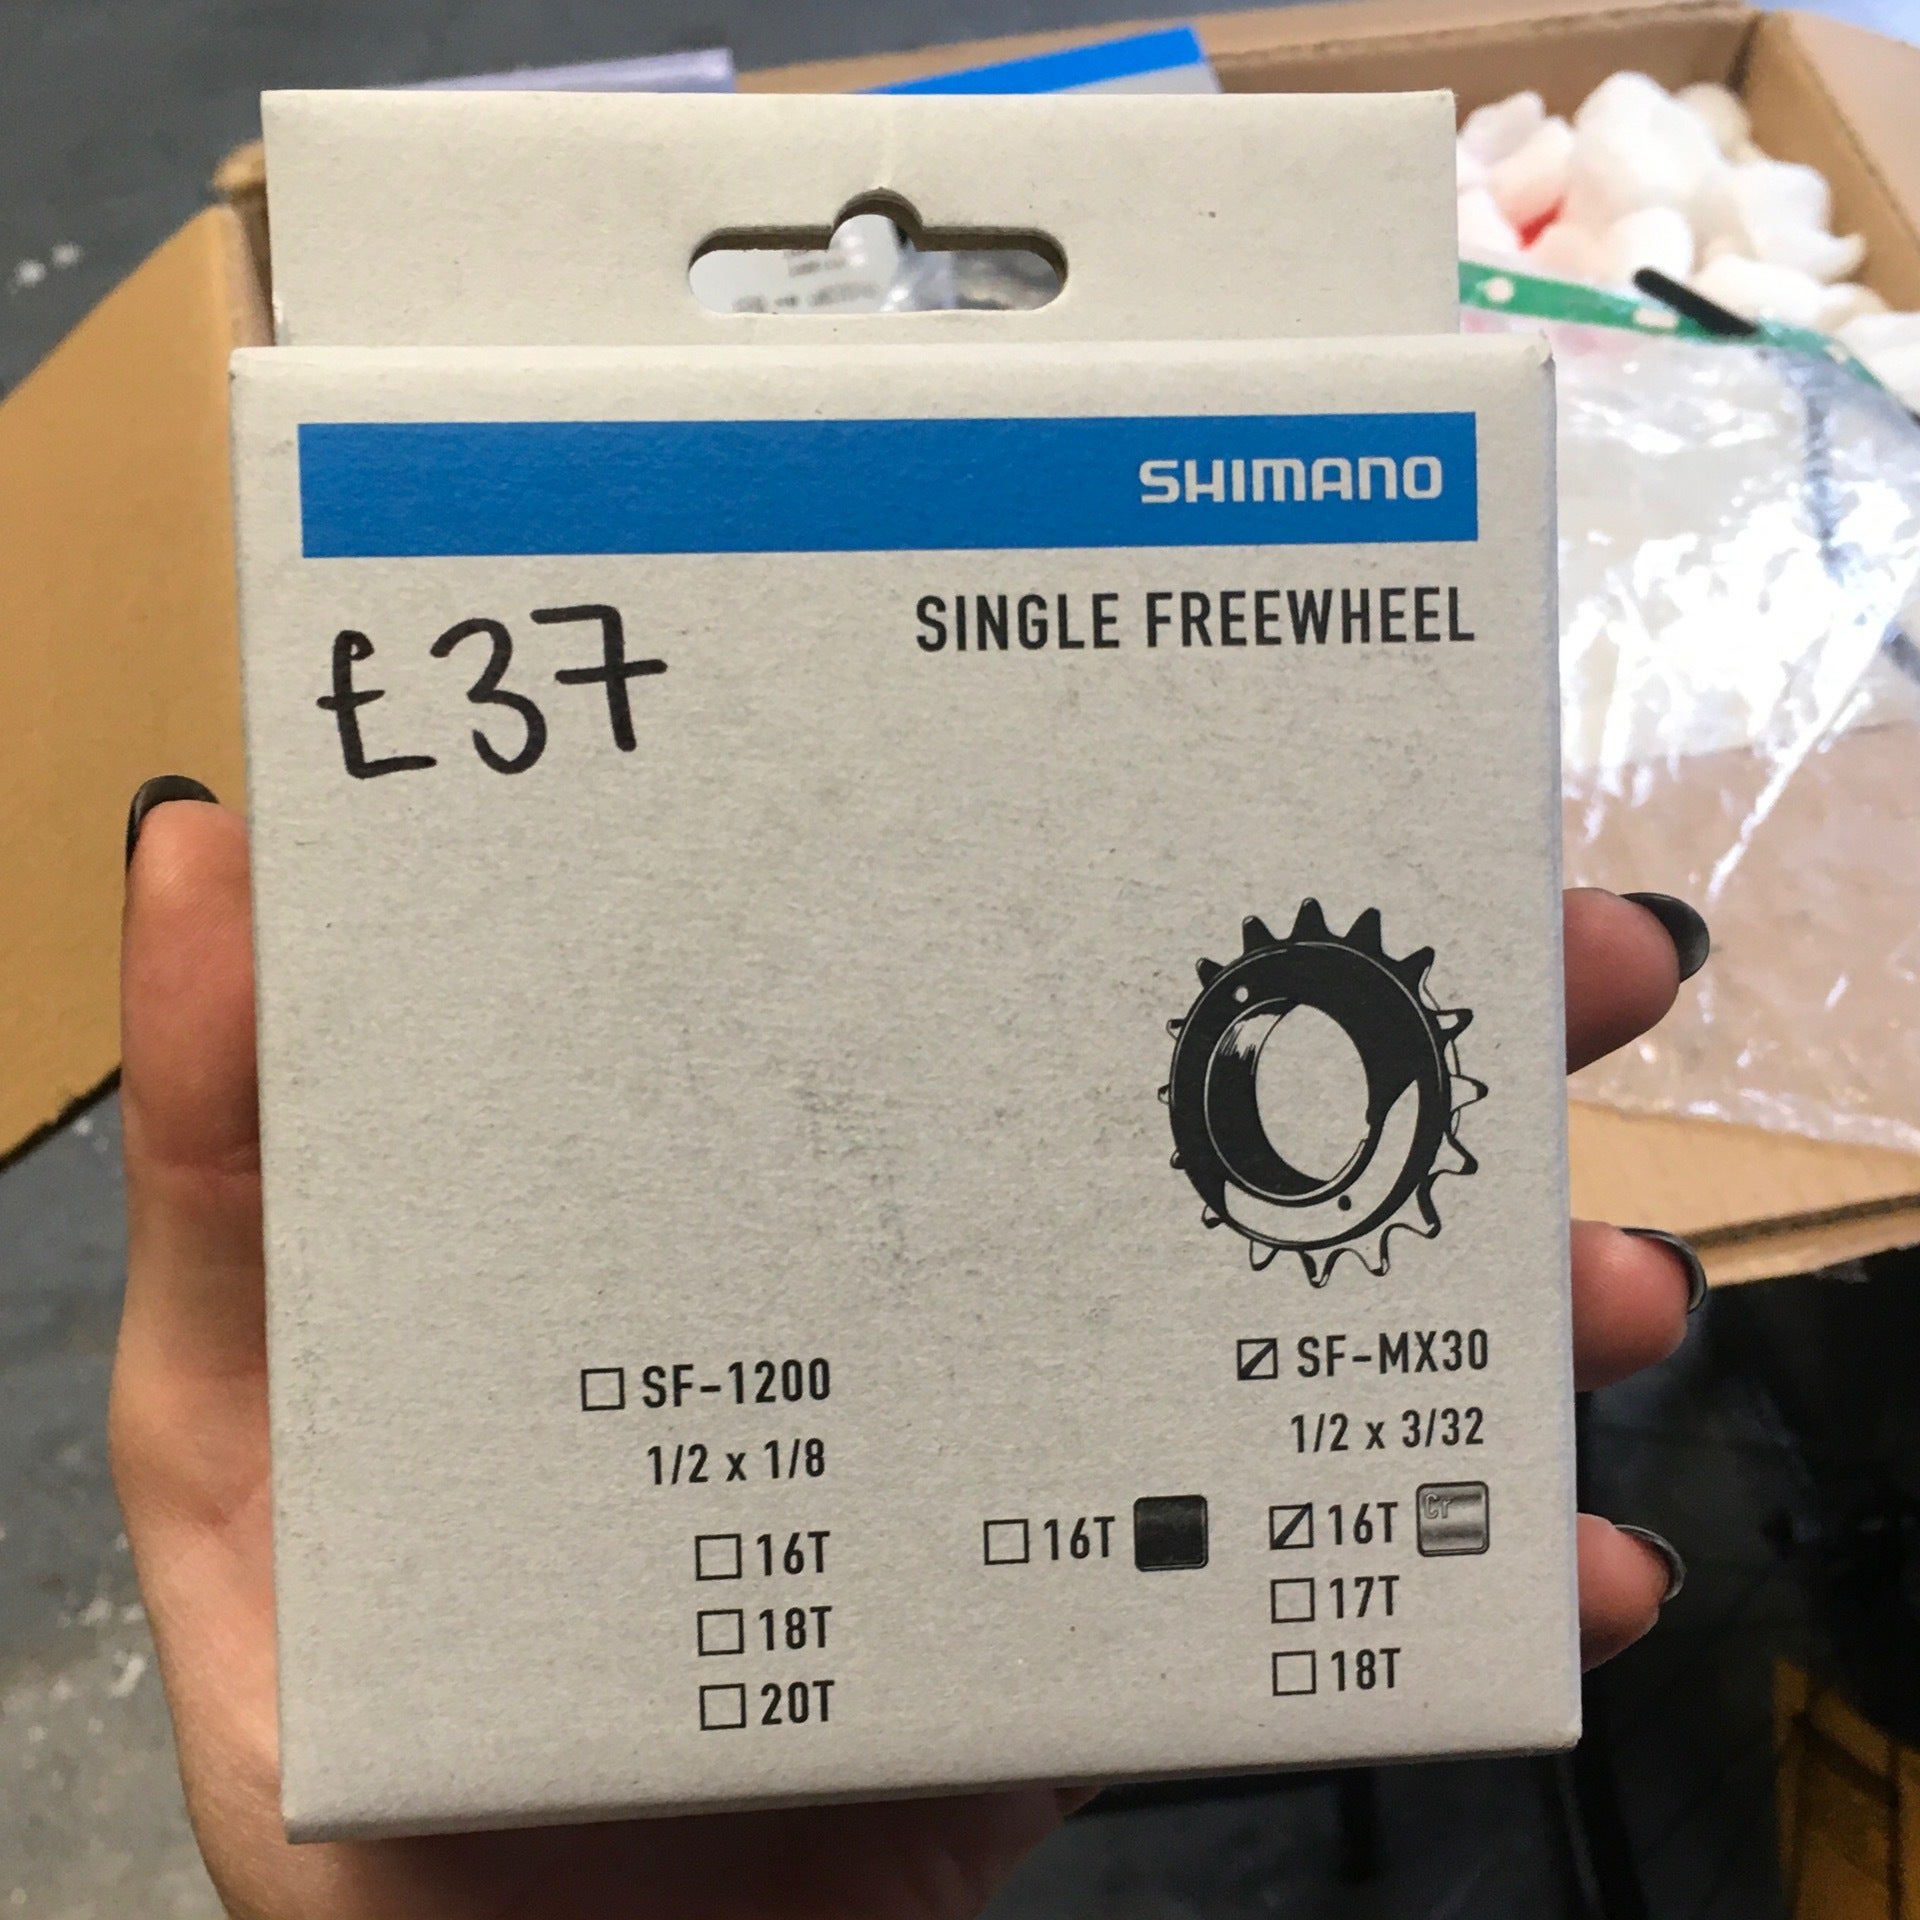 SHIMANO
SINGLE FREEWHEEL
£37
SF-1200
1/2 x 1/8
16T
18T
20T
SF-MX30
1/2 x 3/32
16T
16T Cr
17T
18T